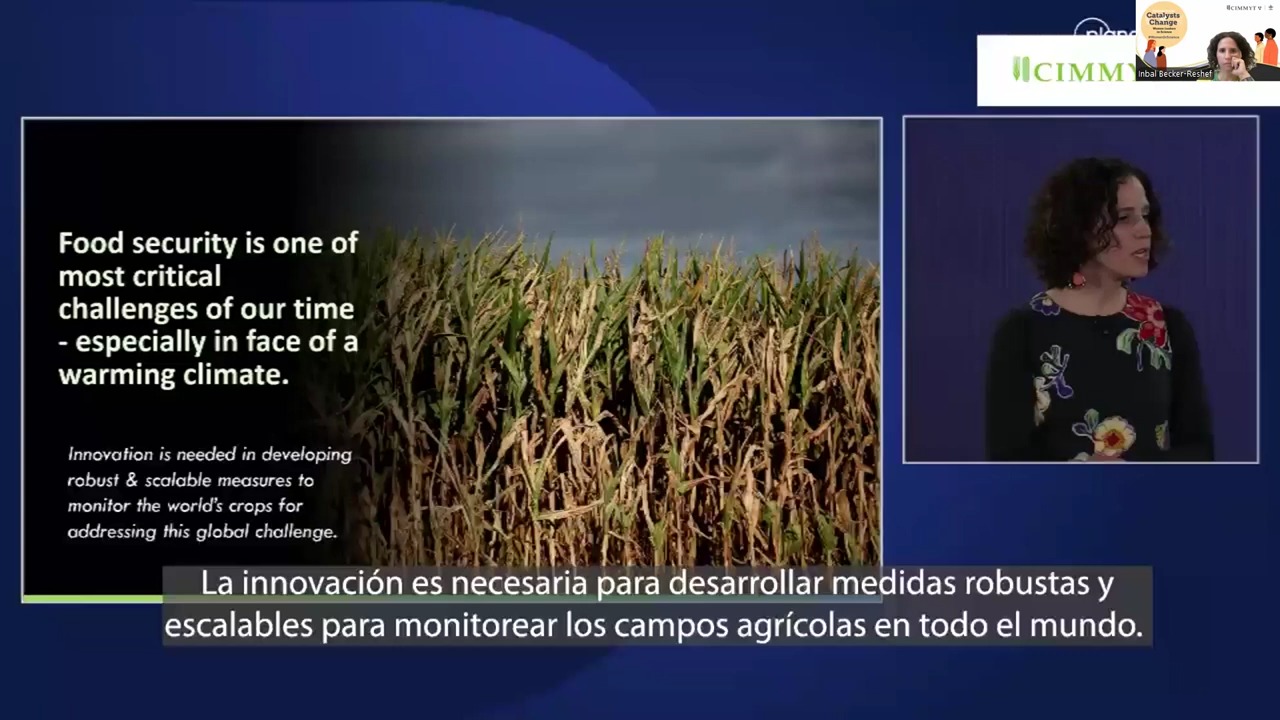 Catalysts
Change
CIMMYT
planet
CIMMY
Inbal Becker-Reshef
Food security is one of
most critical
challenges of our time
- especially in face of a
warming climate.
Innovation is needed in developing
robust & scalable measures to
monitor the world's crops for
addressing this global challenge.
La innovación es necesaria para desarrollar medidas robustas y
escalables para monitorear los campos agrícolas en todo el mundo.